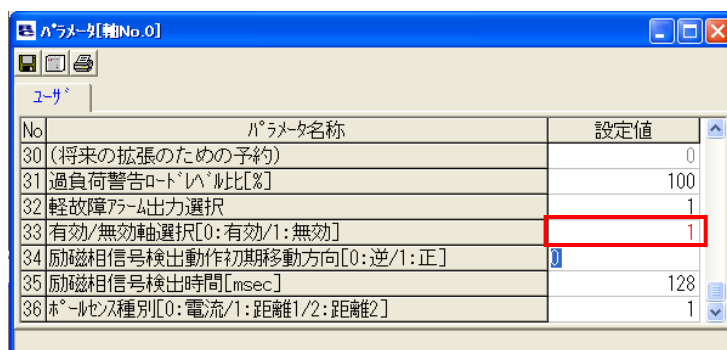 ﾊﾟﾗﾒｰﾀ[軸No.0]
ﾕｰｻﾞ
No ﾊﾟﾗﾒｰﾀ名称 設定値
30 (将来の拡張のための予約) 0
31 過負荷警告ﾛｰﾄﾞﾚﾍﾞﾙ比[%] 100
32 軽故障ｱﾗｰﾑ出力選択 1
33 有効/無効軸選択[0:有効/1:無効] 1
34 励磁相信号検出動作初期移動方向[0:逆/1:正] 0
35 励磁相信号検出時間[msec] 128
36 ﾎﾟｰﾙｾﾝｽ種別[0:電流/1:距離1/2:距離2] 1